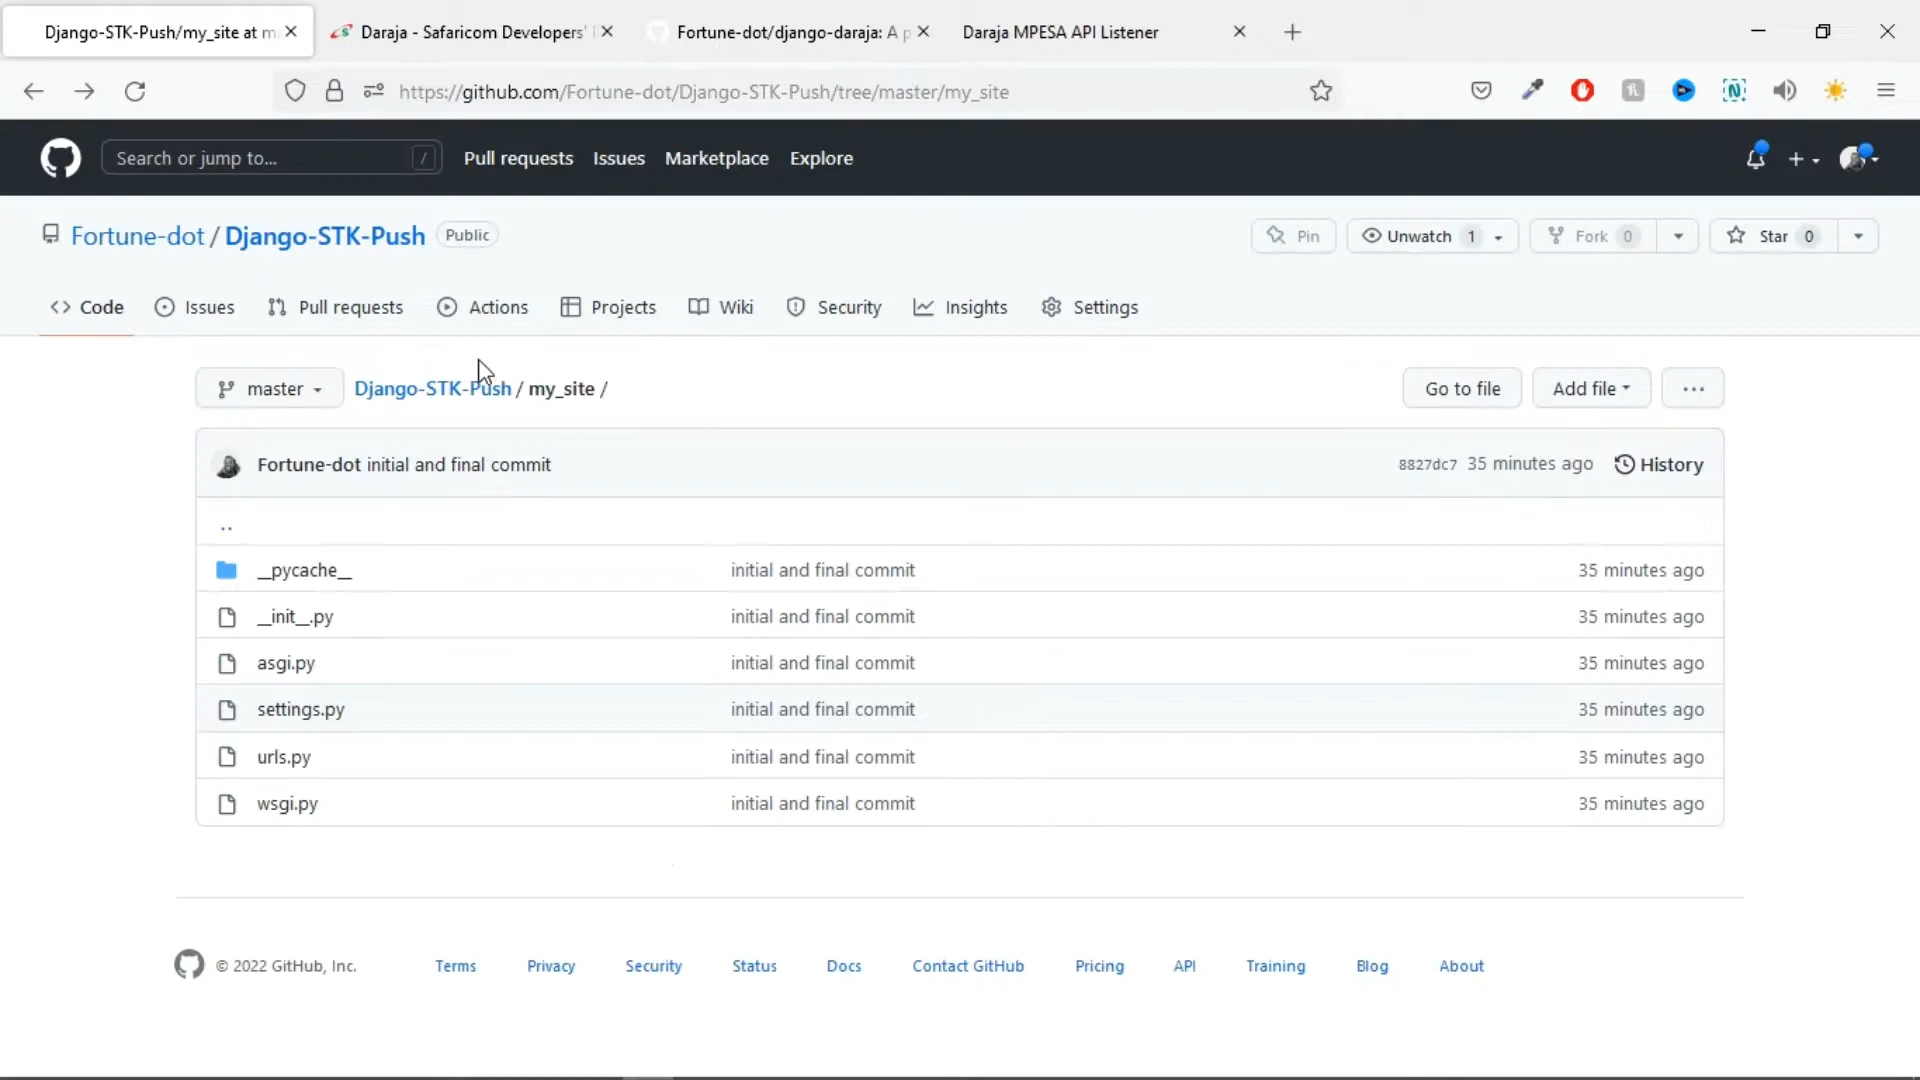 Django-STK-Push/my_site at m
Daraja - Safaricom Developers'
Fortune-dot/django-daraja: A p
Daraja MPESA API Listener
https://github.com/Fortune-dot/Django-STK-Push/tree/master/my_site
Search or jump to... /
Pull requests Issues Marketplace Explore
Fortune-dot / Django-STK-Push Public
Pin Unwatch 1 Fork 0 Star 0
Code Issues Pull requests Actions Projects Wiki Security Insights Settings
master Django-STK-Push / my_site / Go to file Add file ...
Fortune-dot initial and final commit 8827dc7 35 minutes ago History
..
__pycache__ initial and final commit 35 minutes ago
__init__.py initial and final commit 35 minutes ago
asgi.py initial and final commit 35 minutes ago
settings.py initial and final commit 35 minutes ago
urls.py initial and final commit 35 minutes ago
wsgi.py initial and final commit 35 minutes ago
© 2022 GitHub, Inc. Terms Privacy Security Status Docs Contact GitHub Pricing API Training Blog About